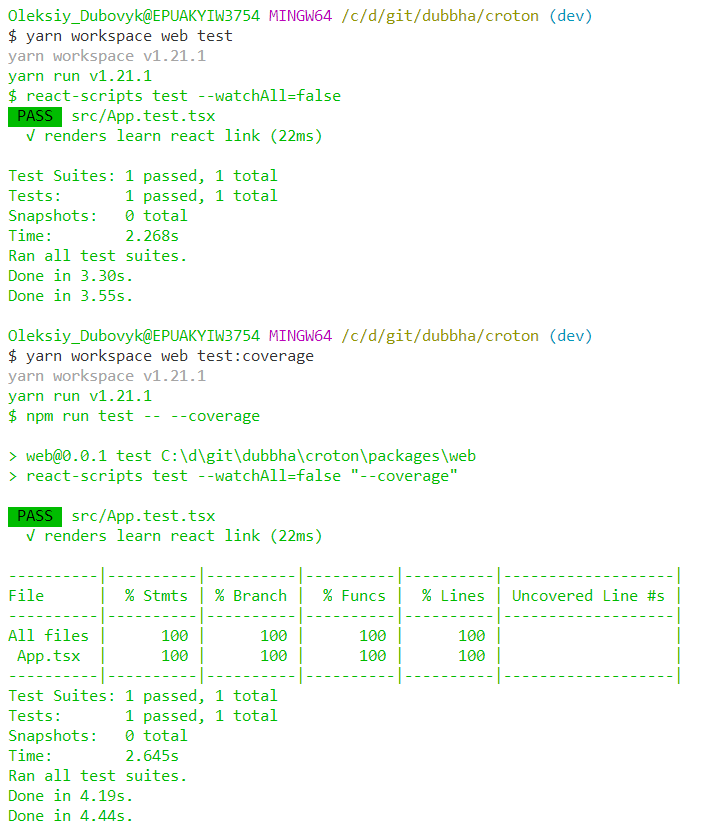 Oleksiy_Dubovyk@EPUAKYIW3754 MINGW64 /c/d/git/dubbha/croton (dev)
$ yarn workspace web test
yarn workspace v1.21.1
yarn run v1.21.1
$ react-scripts test --watchAll=false
 PASS  src/App.test.tsx
  √ renders learn react link (22ms)

Test Suites: 1 passed, 1 total
Tests:       1 passed, 1 total
Snapshots:   0 total
Time:        2.268s
Ran all test suites.
Done in 3.30s.
Done in 3.55s.

Oleksiy_Dubovyk@EPUAKYIW3754 MINGW64 /c/d/git/dubbha/croton (dev)
$ yarn workspace web test:coverage
yarn workspace v1.21.1
yarn run v1.21.1
$ npm run test -- --coverage

> web@0.0.1 test C:\d\git\dubbha\croton\packages\web
> react-scripts test --watchAll=false "--coverage"

 PASS  src/App.test.tsx
  √ renders learn react link (22ms)

----------|----------|----------|----------|----------|-------------------|
File      |  % Stmts | % Branch |  % Funcs |  % Lines | Uncovered Line #s |
----------|----------|----------|----------|----------|-------------------|
All files |      100 |      100 |      100 |      100 |                   |
 App.tsx  |      100 |      100 |      100 |      100 |                   |
----------|----------|----------|----------|----------|-------------------|
Test Suites: 1 passed, 1 total
Tests:       1 passed, 1 total
Snapshots:   0 total
Time:        2.645s
Ran all test suites.
Done in 4.19s.
Done in 4.44s.